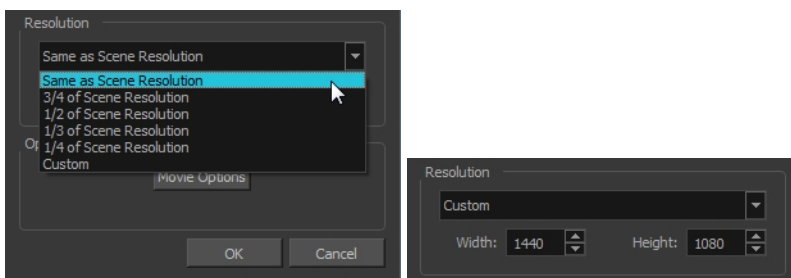 Resolution
Same as Scene Resolution
Same as Scene Resolution
3/4 of Scene Resolution
1/2 of Scene Resolution
1/3 of Scene Resolution
1/4 of Scene Resolution
Custom
Op
Movie Options
OK Cancel
Resolution
Custom
Width: 1440 Height: 1080